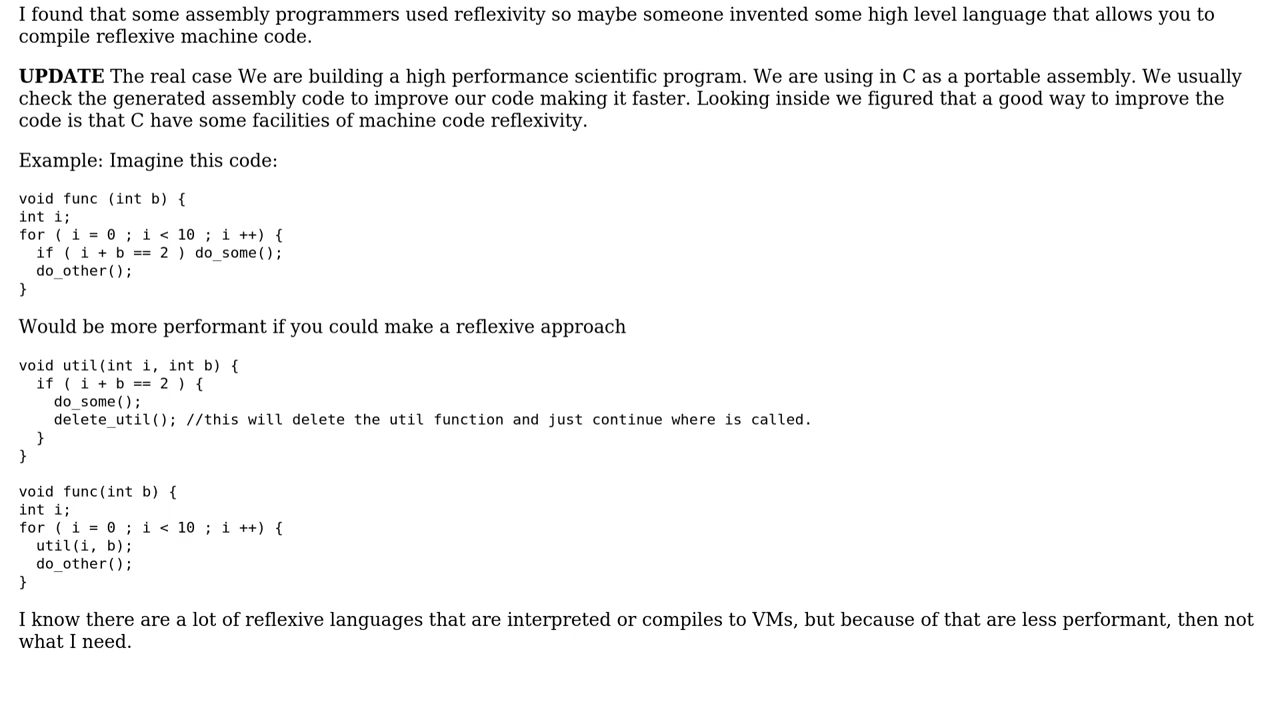 I found that some assembly programmers used reflexivity so maybe someone invented some high level language that allows you to
compile reflexive machine code.
UPDATE The real case We are building a high performance scientific program. We are using in C as a portable assembly. We usually
check the generated assembly code to improve our code making it faster. Looking inside we figured that a good way to improve the
code is that C have some facilities of machine code reflexivity.
Example: Imagine this code:
void func (int b) {
int i;
for ( i = 0 ; i < 10 ; i ++) {
  if ( i + b == 2 ) do_some();
  do_other();
}
Would be more performant if you could make a reflexive approach
void util(int i, int b) {
  if ( i + b == 2 ) {
    do_some();
    delete_util(); //this will delete the util function and just continue where is called.
  }
}
void func(int b) {
int i;
for ( i = 0 ; i < 10 ; i ++) {
  util(i, b);
  do_other();
}
I know there are a lot of reflexive languages that are interpreted or compiles to VMs, but because of that are less performant, then not
what I need.